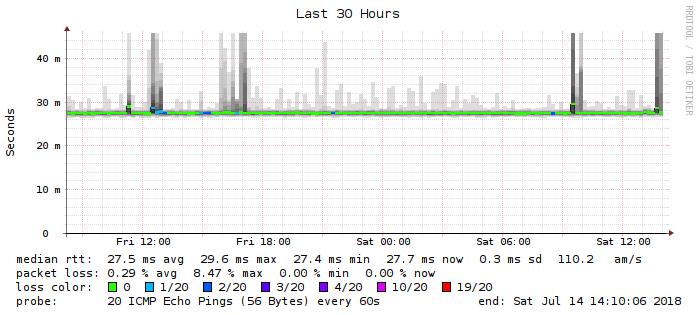 Last 30 Hours
RRDTOOL / TOBI OETIKER
Seconds
40 m
30 m
20 m
10 m
0
Fri 12:00 Fri 18:00 Sat 00:00 Sat 06:00 Sat 12:00
median rtt: 27.5 ms avg 29.6 ms max 27.4 ms min 27.7 ms now 0.3 ms sd 110.2 am/s
packet loss: 0.29 % avg 8.47 % max 0.00 % min 0.00 % now
loss color: 0 1/20 2/20 3/20 4/20 10/20 19/20
probe: 20 ICMP Echo Pings (56 Bytes) every 60s end: Sat Jul 14 14:10:06 2018